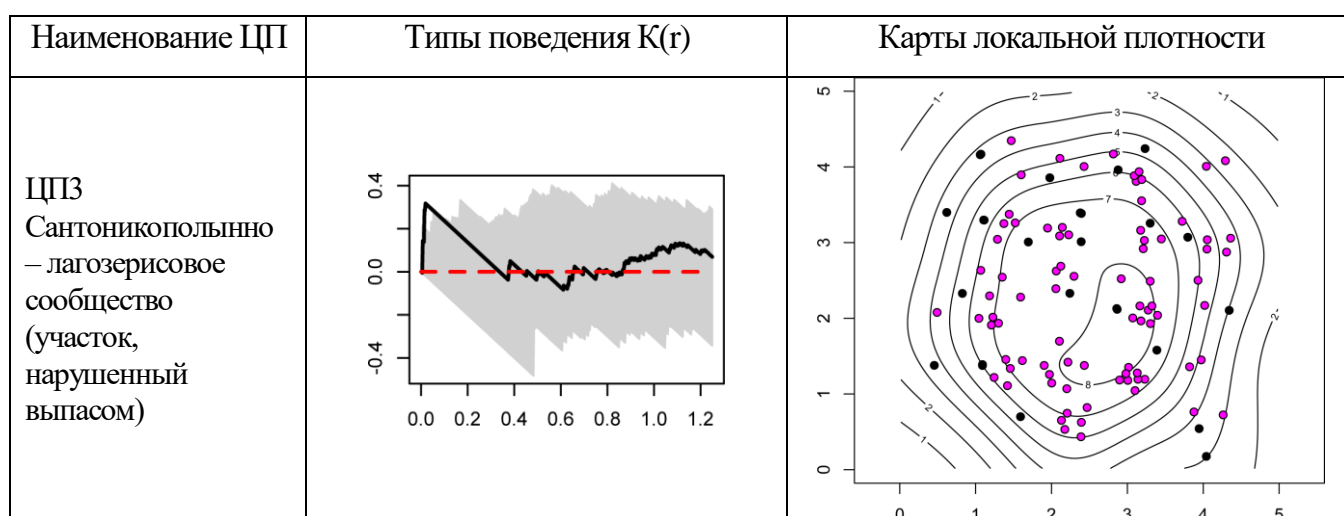 Наименование ЦП
Типы поведения K(r)
Карты локальной плотности
ЦП3
Сантоникополынно
– лагозерисовое
сообщество
(участок,
нарушенный
выпасом)
0.4
0.0
-0.4
0.0 0.2 0.4 0.6 0.8 1.0 1.2
5
4
3
2
1
0
1
2
2
1
3
4
5
6
7
8
2
2
1
0 1 2 3 4 5